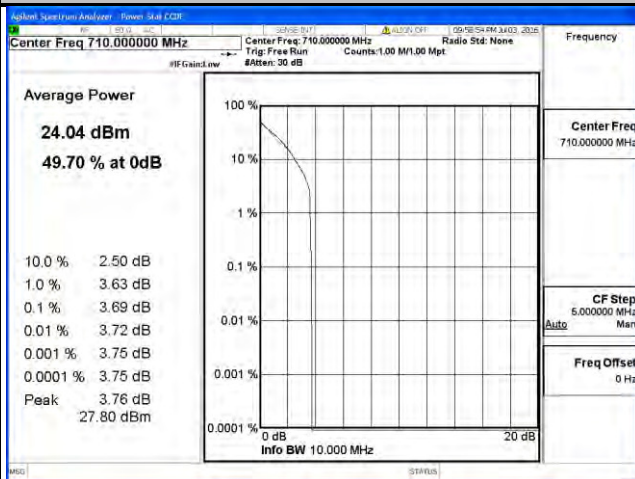 Agilent Spectrum Analyzer - Power Stat CCDF
RF 50 Ω AC SENSE:INT ALIGN OFF 09:58:54 PM Jul 03, 2016
Center Freq 710.000000 MHz
Center Freq: 710.000000 MHz Radio Std: None
Trig: Free Run Counts:1.00 M/1.00 Mpt
#IFGain:Low #Atten: 30 dB
Frequency
Average Power
24.04 dBm
49.70 % at 0dB
10.0 % 2.50 dB
1.0 % 3.63 dB
0.1 % 3.69 dB
0.01 % 3.72 dB
0.001 % 3.75 dB
0.0001 % 3.75 dB
Peak 3.76 dB
27.80 dBm
100 %
10 %
1 %
0.1 %
0.01 %
0.001 %
0.0001 %
0 dB 20 dB
Info BW 10.000 MHz
Center Freq
710.000000 MHz
CF Step
5.000000 MHz
Auto Man
Freq Offset
0 Hz
MSG STATUS